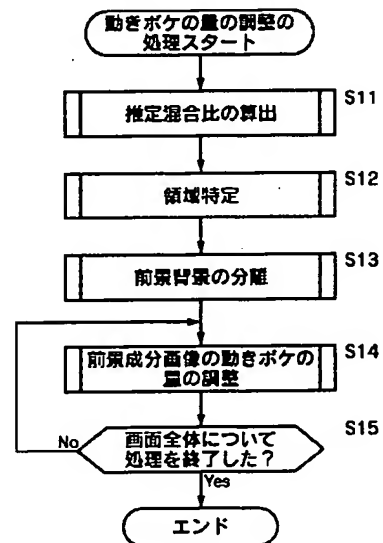 動きボケの量の調整の
処理スタート
推定混合比の算出
S11
領域特定
S12
前景背景の分離
S13
前景成分画像の動きボケの
量の調整
S14
画面全体について
処理を終了した？
S15
No
Yes
エンド